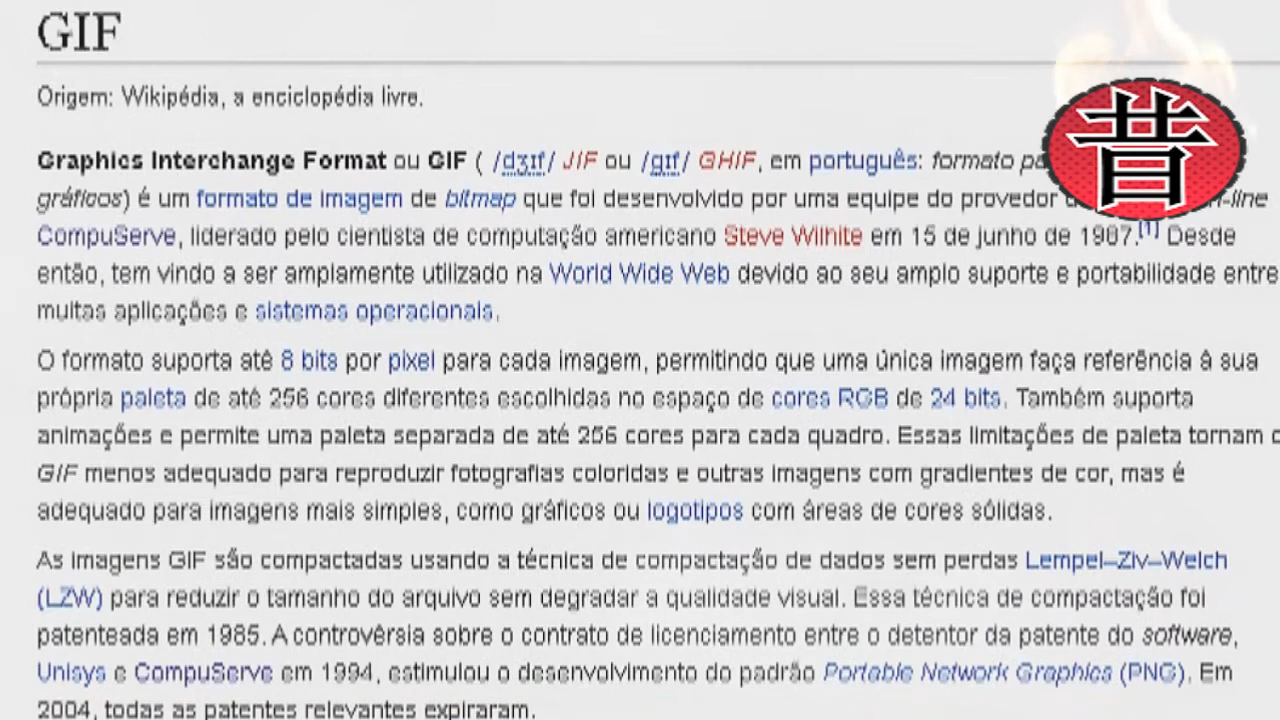 GIF
Origem: Wikipédia, a enciclopédia livre.
昔
Graphics Interchange Format ou GIF ( /dʒɪf/ JIF ou /gɪf/ GHIF, em português: formato pa
gráficos) é um formato de imagem de bitmap que foi desenvolvido por uma equipe do provedor n-line
CompuServe, liderado pelo cientista de computação americano Steve Wilhite em 15 de junho de 1987.[1] Desde
então, tem vindo a ser amplamente utilizado na World Wide Web devido ao seu amplo suporte e portabilidade entre
muitas aplicações e sistemas operacionais.
O formato suporta até 8 bits por pixel para cada imagem, permitindo que uma única imagem faça referência à sua
própria paleta de até 256 cores diferentes escolhidas no espaço de cores RGB de 24 bits. Também suporta
animações e permite uma paleta separada de até 256 cores para cada quadro. Essas limitações de paleta tornam o
GIF menos adequado para reproduzir fotografias coloridas e outras imagens com gradientes de cor, mas é
adequado para imagens mais simples, como gráficos ou logotipos com áreas de cores sólidas.
As imagens GIF são compactadas usando a técnica de compactação de dados sem perdas Lempel–Ziv–Welch
(LZW) para reduzir o tamanho do arquivo sem degradar a qualidade visual. Essa técnica de compactação foi
patenteada em 1985. A controvérsia sobre o contrato de licenciamento entre o detentor da patente do software,
Unisys e CompuServe em 1994, estimulou o desenvolvimento do padrão Portable Network Graphics (PNG). Em
2004, todas as patentes relevantes expiraram.